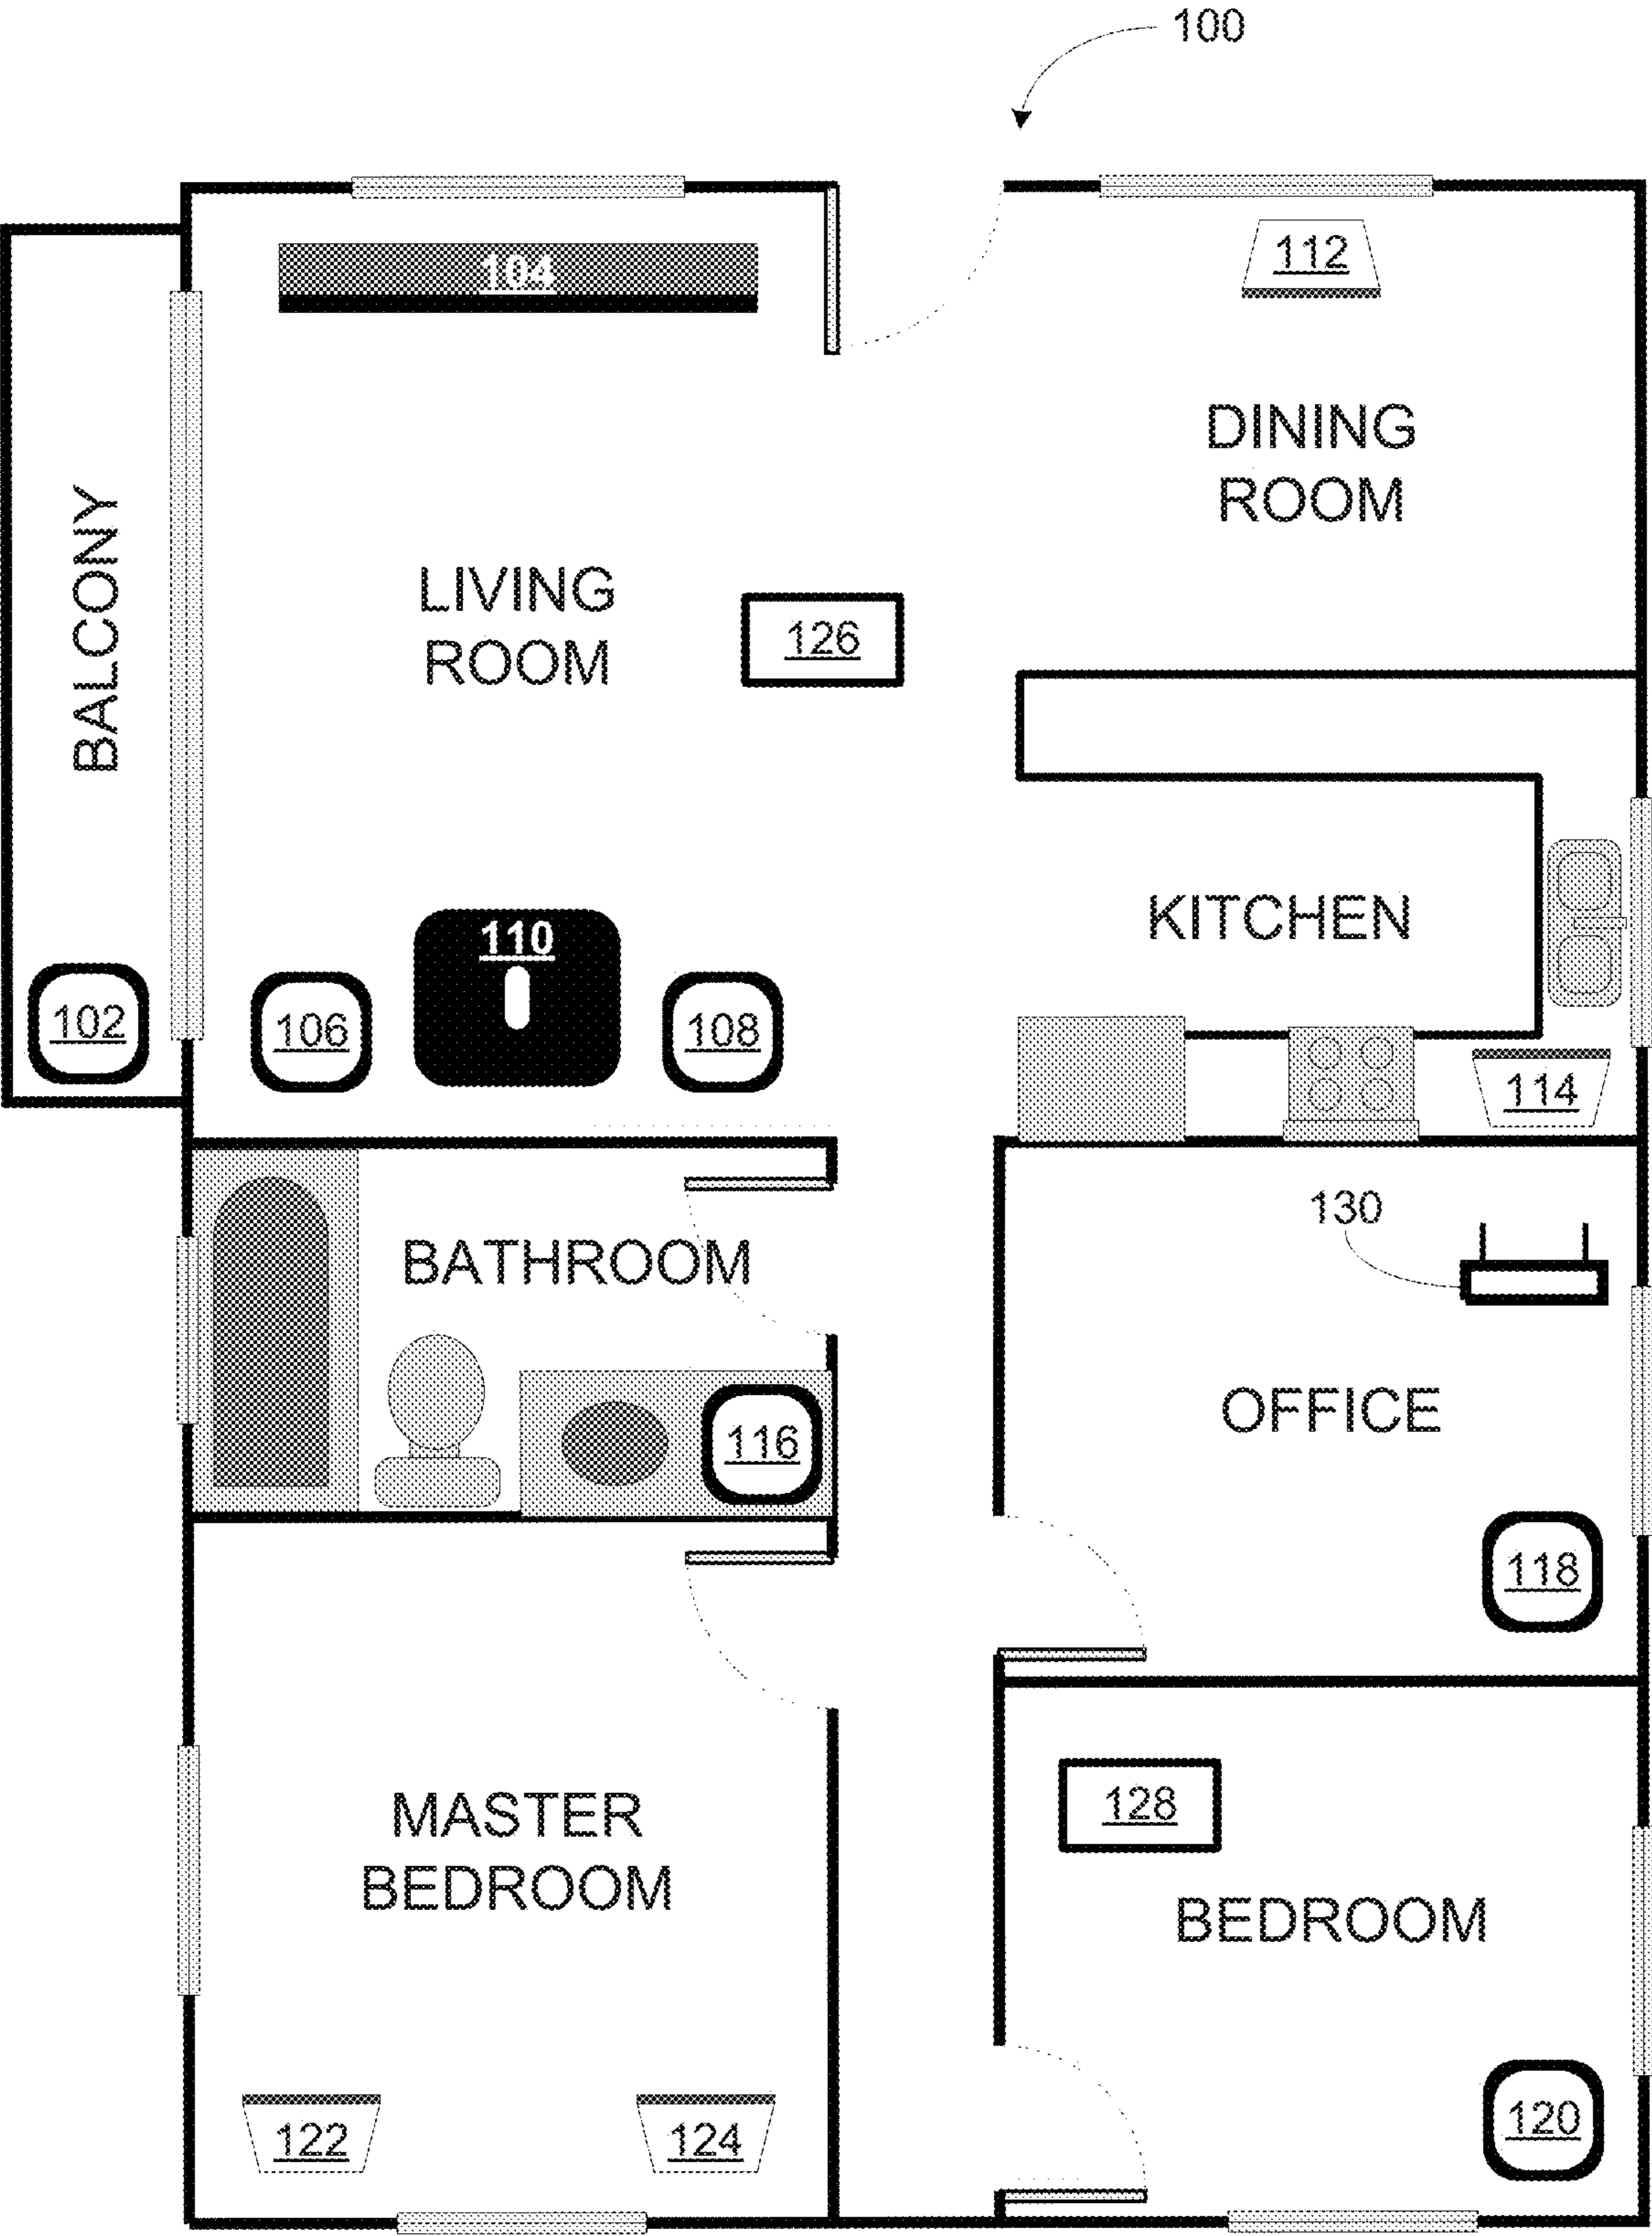 100
104
112
DINING
ROOM
BALCONY
LIVING
ROOM
126
KITCHEN
110
102
106
108
114
130
BATHROOM
OFFICE
116
118
128
MASTER
BEDROOM
BEDROOM
122
124
120